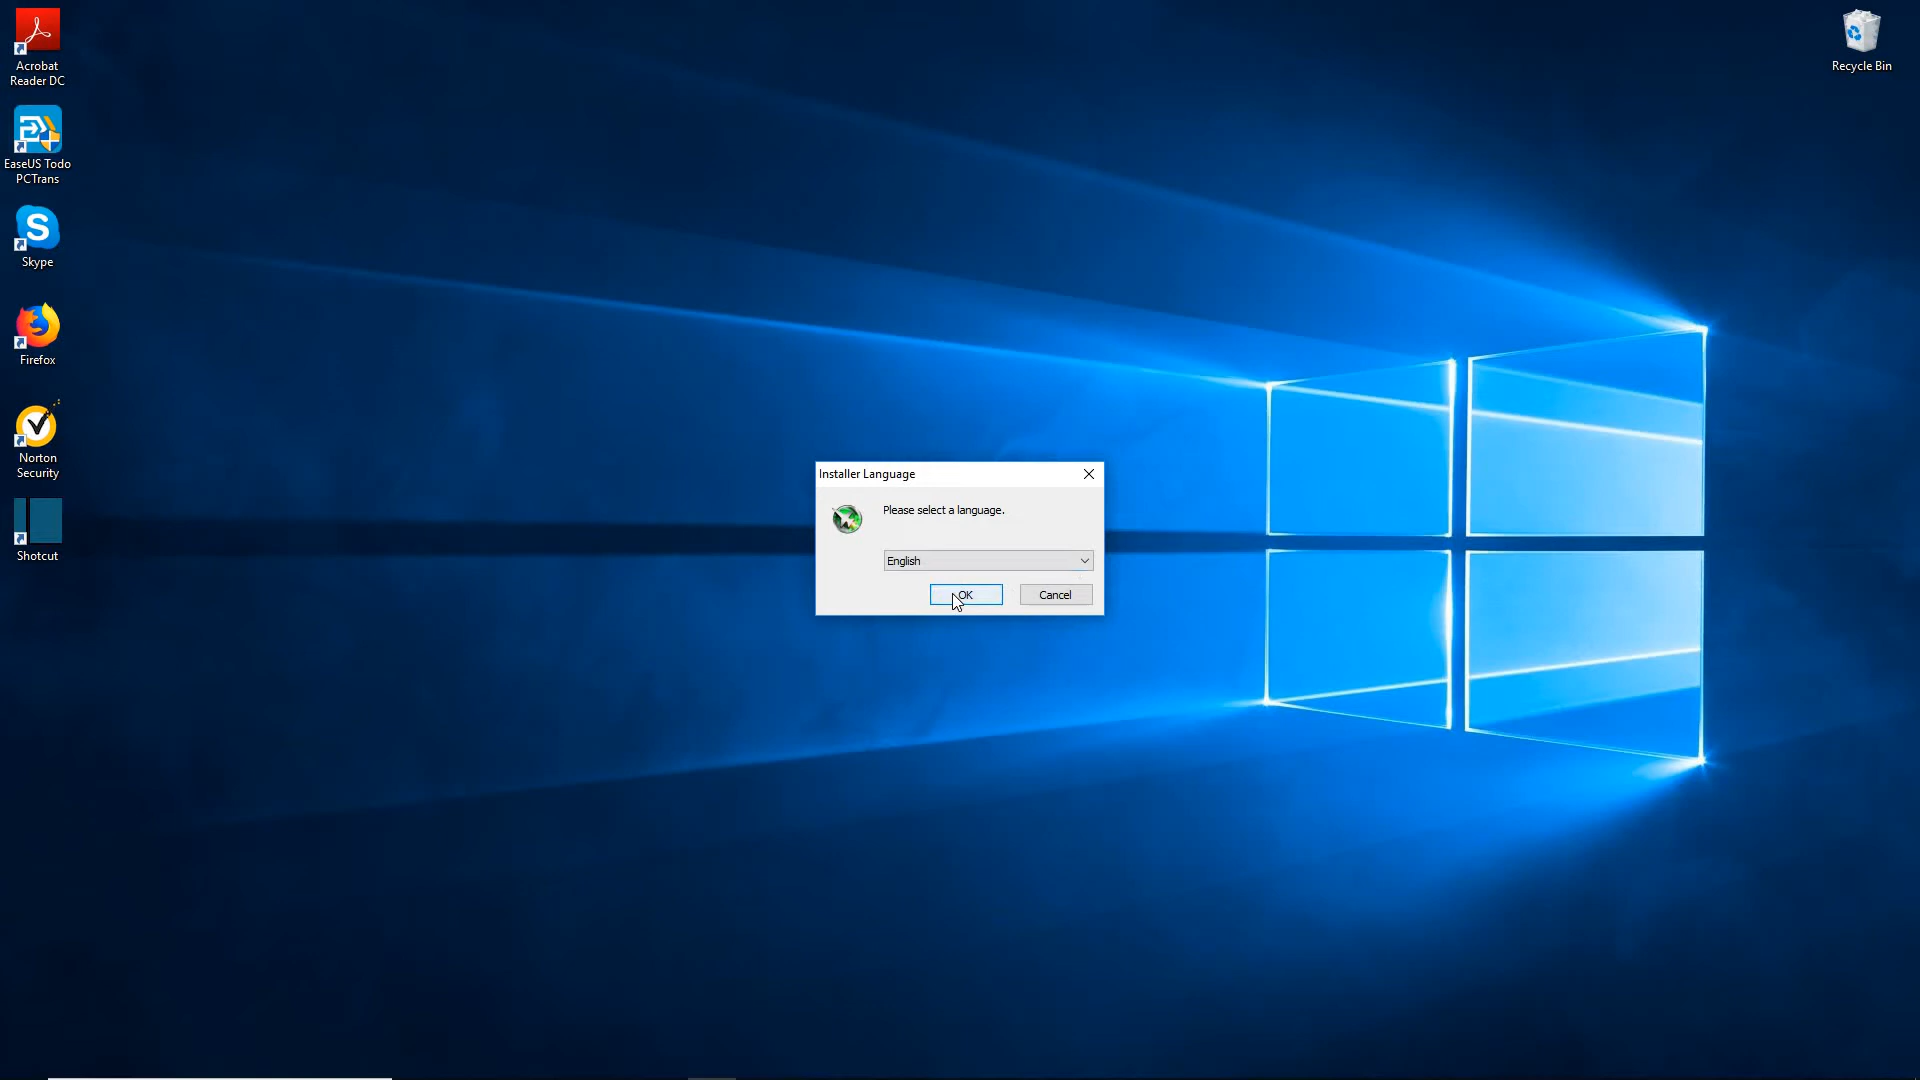 Acrobat
Reader DC
EaseUS Todo
PCTrans
Skype
Firefox
Norton
Security
Shotcut
Installer Language
Please select a language.
English
OK
Cancel
Recycle Bin